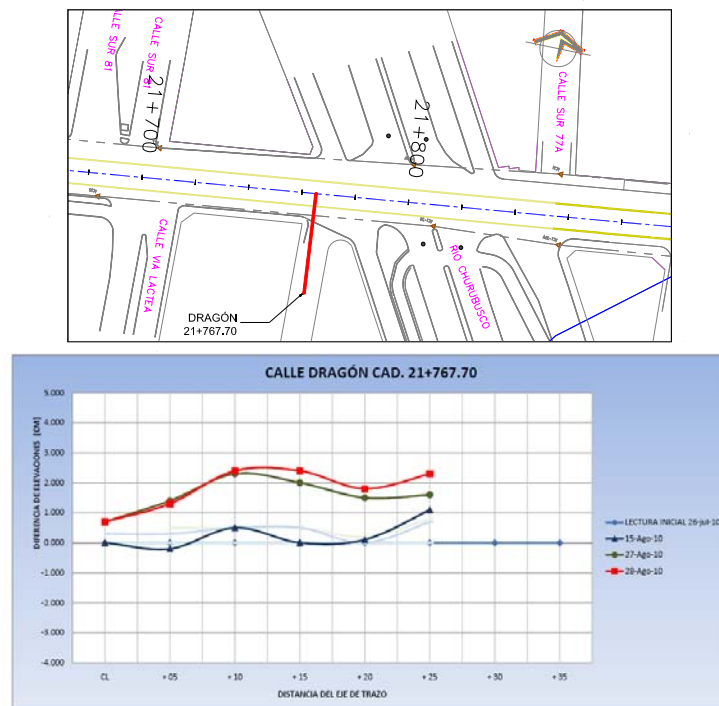 CALLE SUR 81
CALLE SUR 81
21+700
21+800
CALLE SUR 77A
CALLE VIA LACTEA
RIO CHURUBUSCO
DRAGÓN
21+767.70
CALLE DRAGÓN CAD. 21+767.70
DIFERENCIA DE ELEVACIONES [CM]
5.000
4.000
3.000
2.000
1.000
0.000
-1.000
-2.000
-3.000
-4.000
CL
+ 05
+ 10
+ 15
+ 20
+ 25
+ 30
+ 35
DISTANCIA DEL EJE DE TRAZO
LECTURA INICIAL 26-jul-10
15-Ago-10
27-Ago-10
28-Ago-10